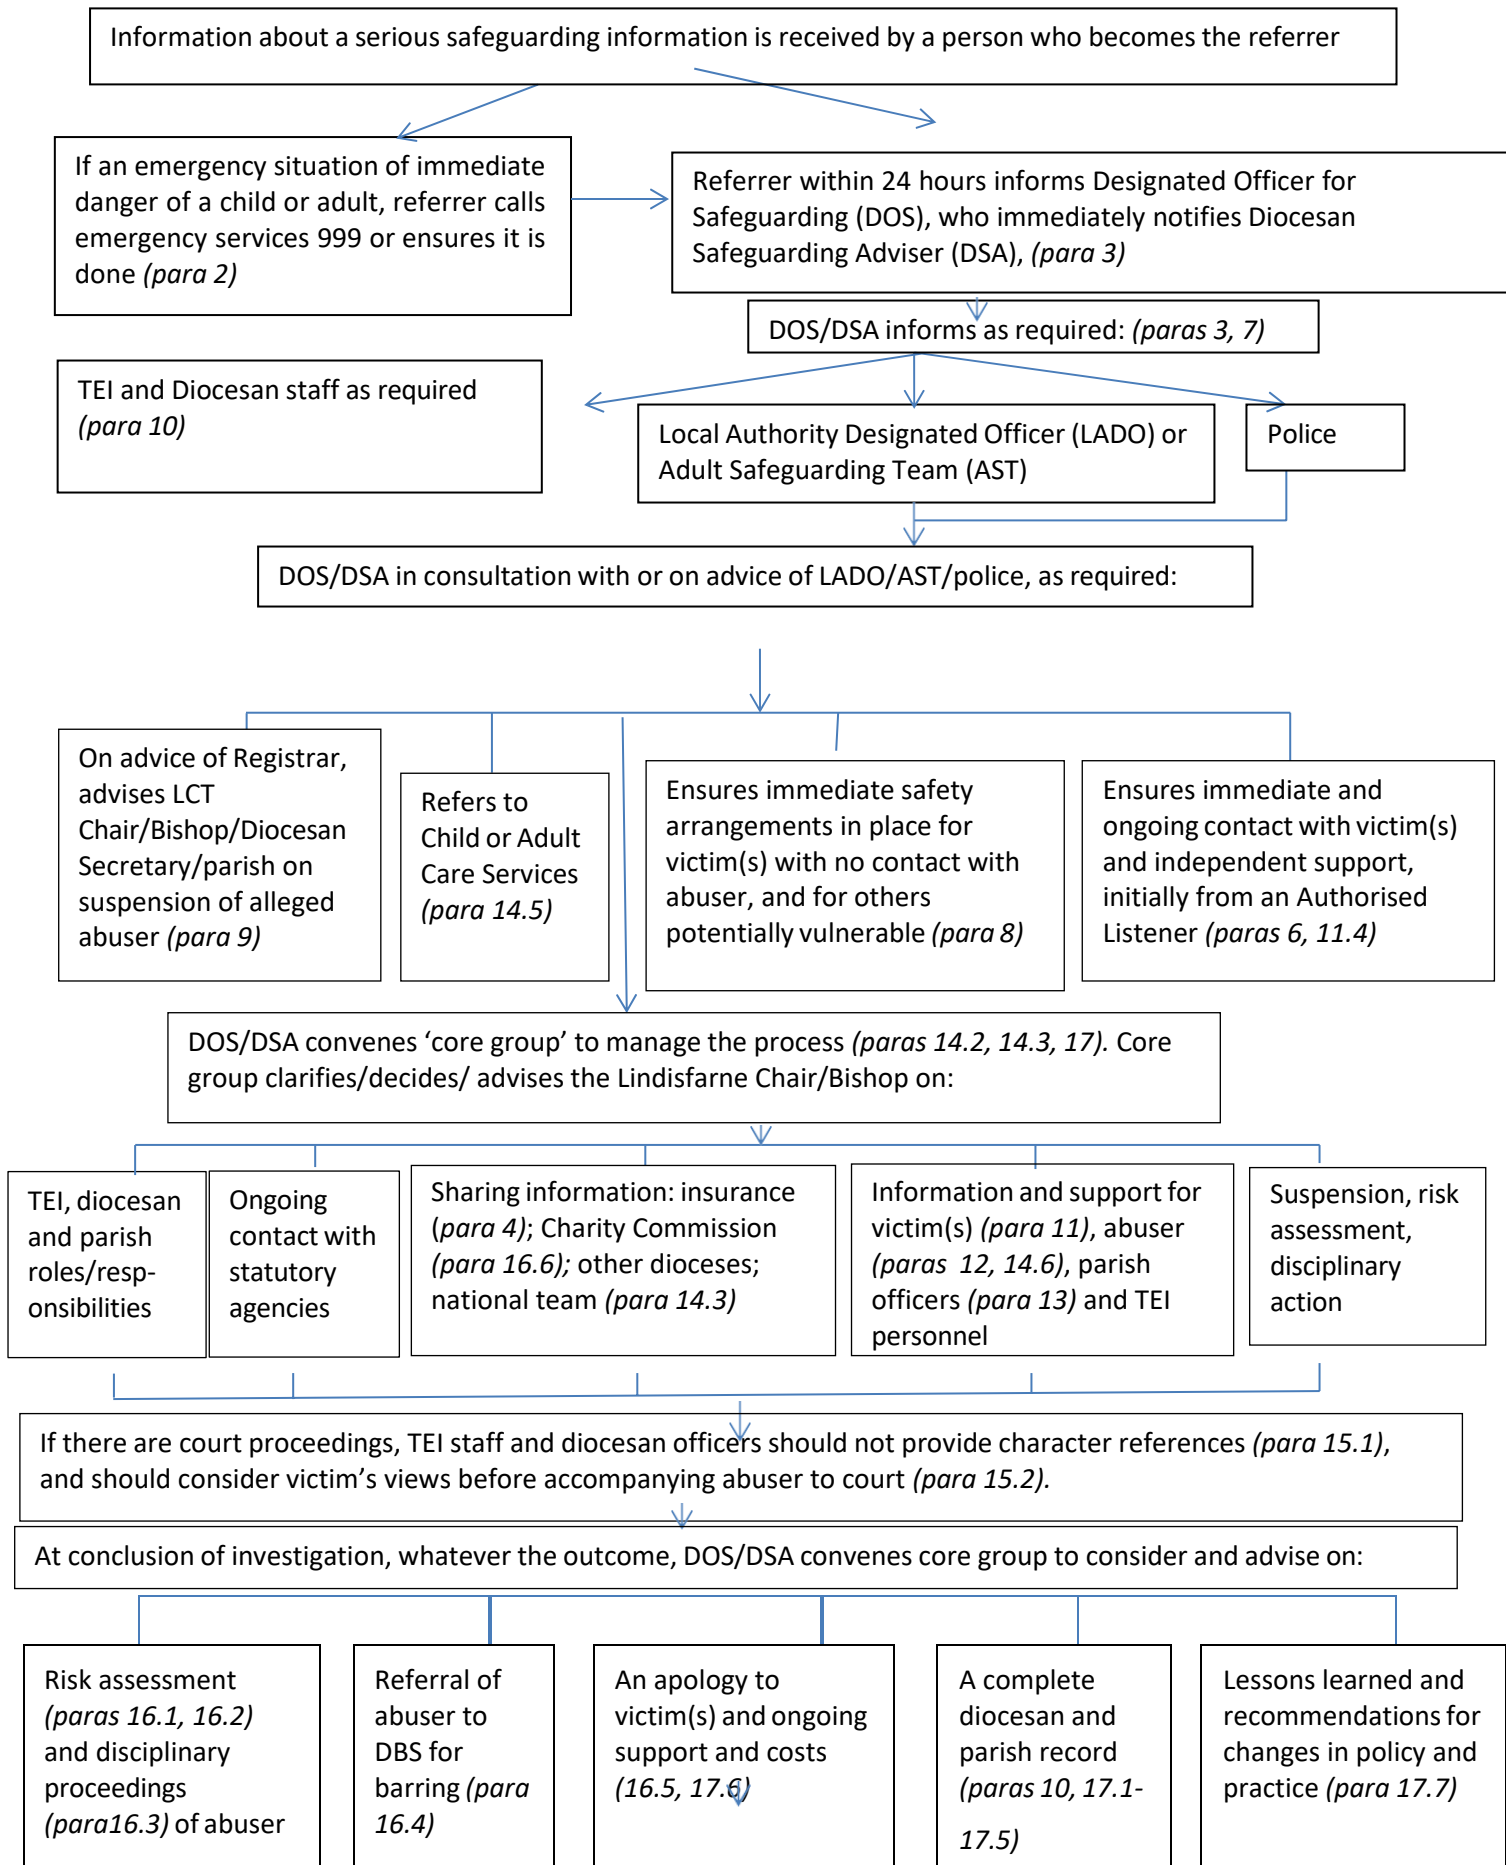 Information about a serious safeguarding information is received by a person who becomes the referrer
If an emergency situation of immediate
danger of a child or adult, referrer calls
emergency services 999 or ensures it is
done (para 2)
Referrer within 24 hours informs Designated Officer for
Safeguarding (DOS), who immediately notifies Diocesan
Safeguarding Adviser (DSA), (para 3)
DOS/DSA informs as required: (paras 3, 7)
TEI and Diocesan staff as required
(para 10)
Local Authority Designated Officer (LADO) or
Adult Safeguarding Team (AST)
Police
DOS/DSA in consultation with or on advice of LADO/AST/police, as required:
On advice of Registrar,
advises LCT
Chair/Bishop/Diocesan
Secretary/parish on
suspension of alleged
abuser (para 9)
Refers to
Child or Adult
Care Services
(para 14.5)
Ensures immediate safety
arrangements in place for
victim(s) with no contact with
abuser, and for others
potentially vulnerable (para 8)
Ensures immediate and
ongoing contact with victim(s)
and independent support,
initially from an Authorised
Listener (paras 6, 11.4)
DOS/DSA convenes ‘core group’ to manage the process (paras 14.2, 14.3, 17). Core
group clarifies/decides/ advises the Lindisfarne Chair/Bishop on:
TEI, diocesan
and parish
roles/resp-
onsibilities
Ongoing
contact with
statutory
agencies
Sharing information: insurance
(para 4); Charity Commission
(para 16.6); other dioceses;
national team (para 14.3)
Information and support for
victim(s) (para 11), abuser
(paras 12, 14.6), parish
officers (para 13) and TEI
personnel
Suspension, risk
assessment,
disciplinary
action
If there are court proceedings, TEI staff and diocesan officers should not provide character references (para 15.1),
and should consider victim’s views before accompanying abuser to court (para 15.2).
At conclusion of investigation, whatever the outcome, DOS/DSA convenes core group to consider and advise on:
Risk assessment
(paras 16.1, 16.2)
and disciplinary
proceedings
(para16.3) of abuser
Referral of
abuser to
DBS for
barring (para
16.4)
An apology to
victim(s) and ongoing
support and costs
(16.5, 17.6)
A complete
diocesan and
parish record
(paras 10, 17.1-
17.5)
Lessons learned and
recommendations for
changes in policy and
practice (para 17.7)